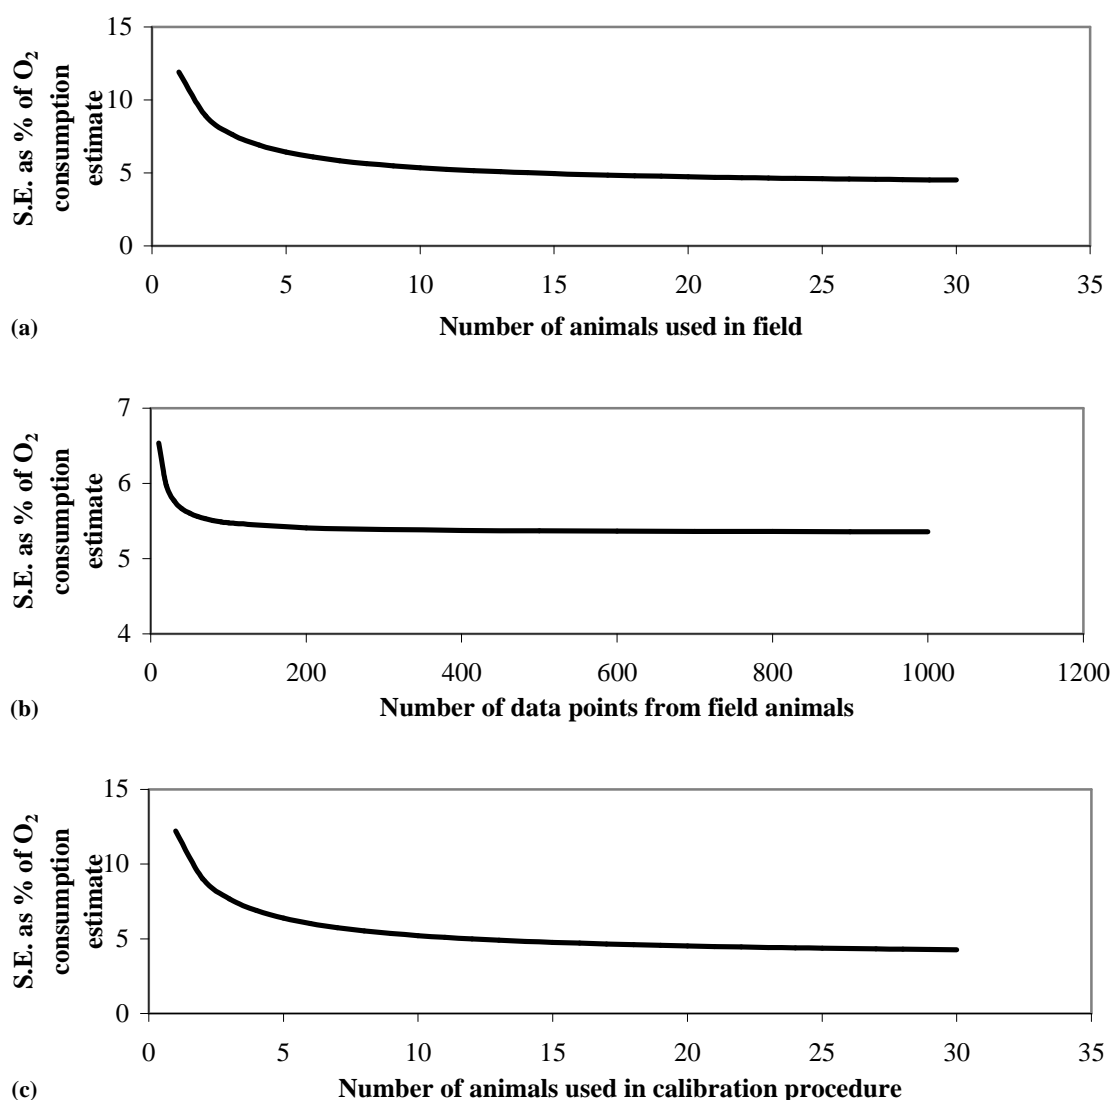 S.E. as % of O2
consumption
estimate
15
10
5
0
0 5 10 15 20 25 30 35
(a)
Number of animals used in field
S.E. as % of O2
consumption
estimate
7
6
5
4
0 200 400 600 800 1000 1200
(b)
Number of data points from field animals
S.E. as % of O2
consumption
estimate
15
10
5
0
0 5 10 15 20 25 30 35
(c)
Number of animals used in calibration procedure